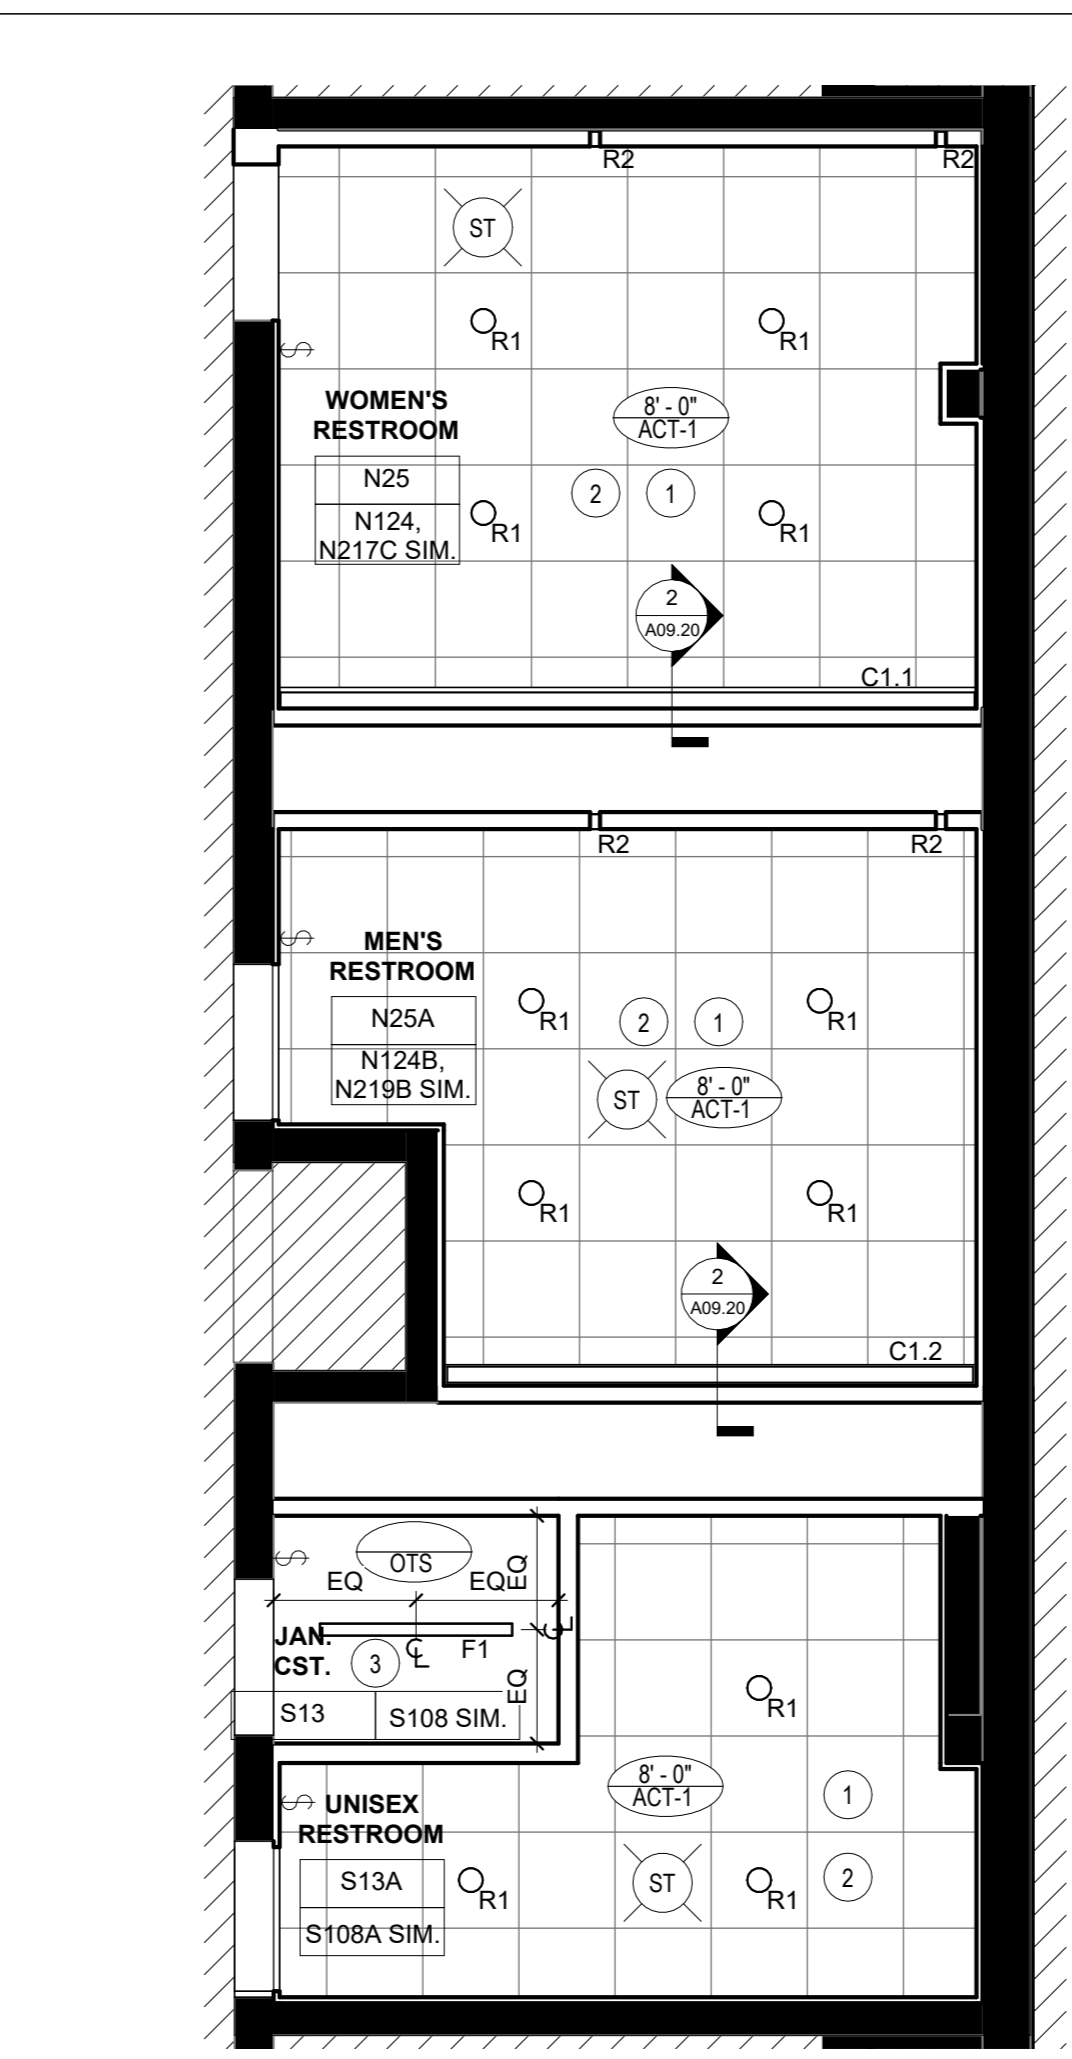 R2
R2
ST
R1
R1
WOMEN'S
RESTROOM
8' - 0"
ACT-1
N25
2
1
N124,
N217C SIM.
R1
R1
2
A09.20
C1.1
R2
R2
MEN'S
RESTROOM
N25A
R1
2
1
R1
N124B,
N219B SIM.
ST
8' - 0"
ACT-1
R1
R1
2
A09.20
C1.2
OTS
EQ
EQ
EQ
JAN.
CST.
3
CL
F1
CL
EQ
S13
S108 SIM.
R1
8' - 0"
ACT-1
1
UNISEX
RESTROOM
S13A
R1
ST
R1
2
S108A SIM.